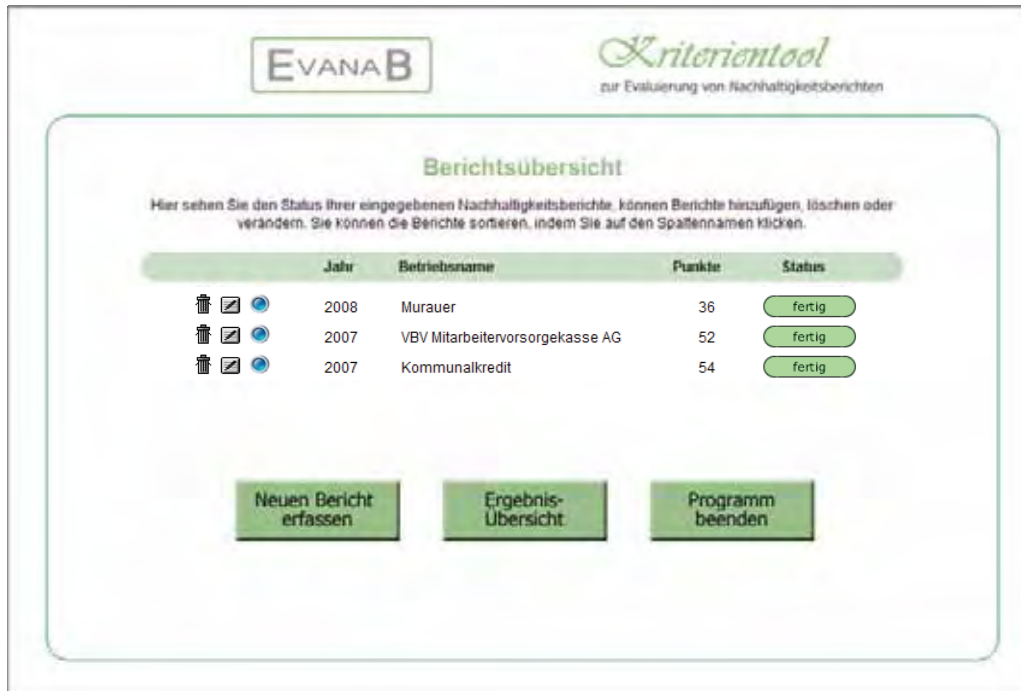 EVANAB
Kriterientool
zur Evaluierung von Nachhaltigkeitsberichten
Berichtsübersicht
Hier sehen Sie den Status Ihrer eingegebenen Nachhaltigkeitsberichte, können Berichte hinzufügen, löschen oder
verändern. Sie können die Berichte sortieren, indem Sie auf den Spaltennamen klicken.
Jahr Betriebsname Punkte Status
2008 Murauer 36 fertig
2007 VBV Mitarbeitervorsorgekasse AG 52 fertig
2007 Kommunalkredit 54 fertig
Neuen Bericht
erfassen
Ergebnis-
Übersicht
Programm
beenden